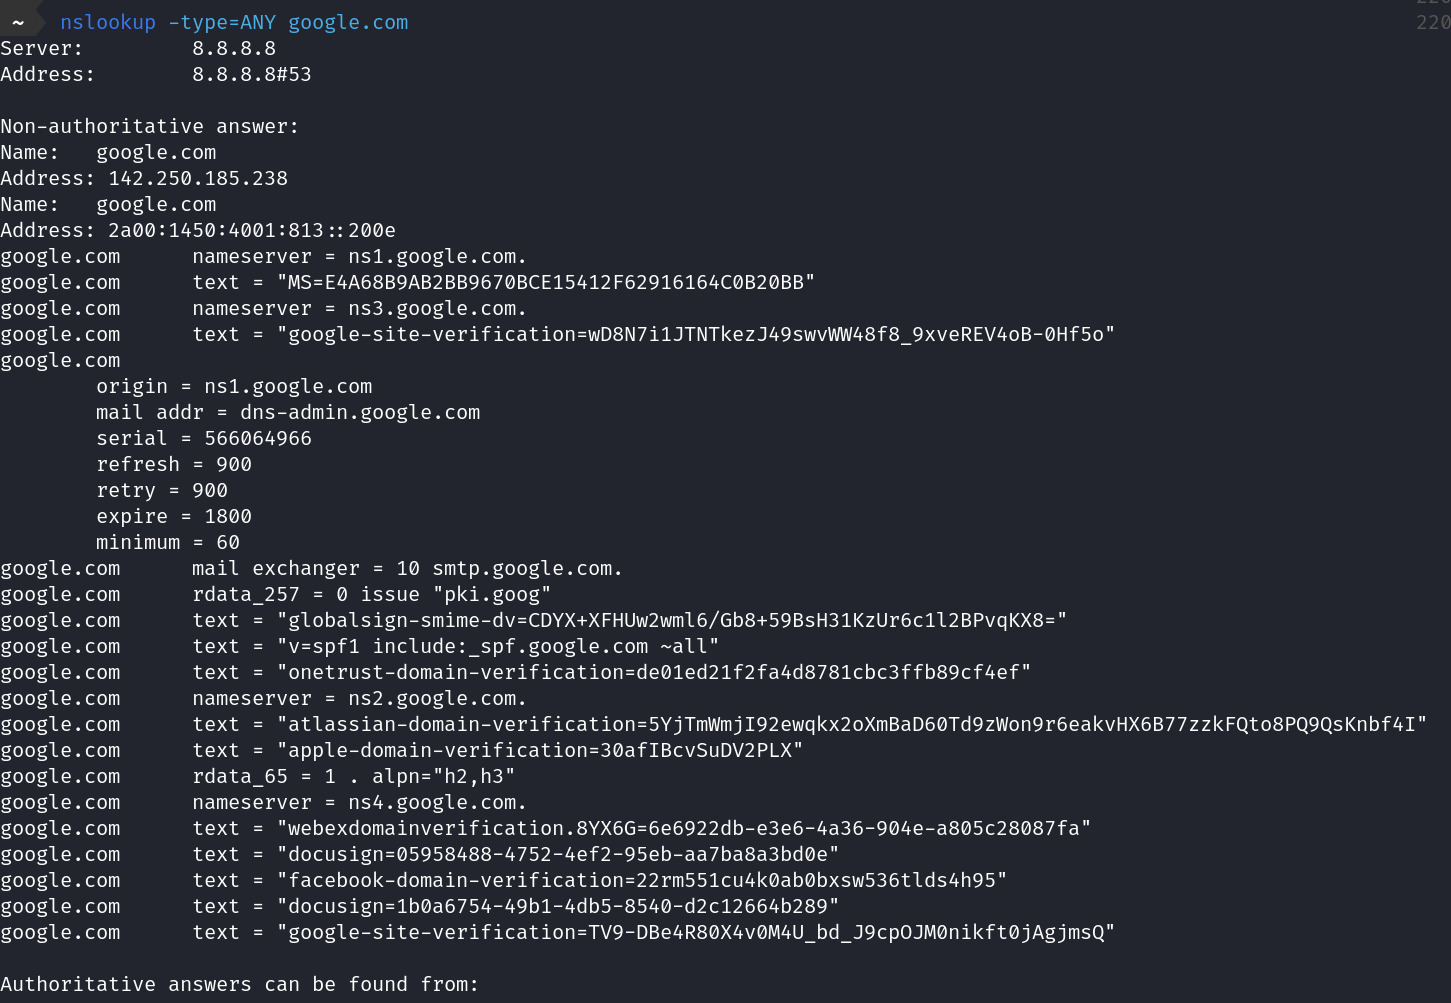 ~ nslookup -type=ANY google.com 220
Server: 8.8.8.8
Address: 8.8.8.8#53
Non-authoritative answer:
Name: google.com
Address: 142.250.185.238
Name: google.com
Address: 2a00:1450:4001:813::200e
google.com nameserver = ns1.google.com.
google.com text = "MS=E4A68B9AB2BB9670BCE15412F62916164C0B20BB"
google.com nameserver = ns3.google.com.
google.com text = "google-site-verification=wD8N7i1JTNTkezJ49swvWW48f8_9xveREV4oB-0Hf5o"
google.com
origin = ns1.google.com
mail addr = dns-admin.google.com
serial = 566064966
refresh = 900
retry = 900
expire = 1800
minimum = 60
google.com mail exchanger = 10 smtp.google.com.
google.com rdata_257 = 0 issue "pki.goog"
google.com text = "globalsign-smime-dv=CDYX+XFHUw2wml6/Gb8+59BsH31KzUr6c1l2BPvqKX8="
google.com text = "v=spf1 include:_spf.google.com ~all"
google.com text = "onetrust-domain-verification=de01ed21f2fa4d8781cbc3ffb89cf4ef"
google.com nameserver = ns2.google.com.
google.com text = "atlassian-domain-verification=5YjTmWmjI92ewqkx2oXmBaD60Td9zWon9r6eakvHX6B77zzkFQto8PQ9QsKnbf4I"
google.com text = "apple-domain-verification=30afIBcvSuDV2PLX"
google.com rdata_65 = 1 . alpn="h2,h3"
google.com nameserver = ns4.google.com.
google.com text = "webexdomainverification.8YX6G=6e6922db-e3e6-4a36-904e-a805c28087fa"
google.com text = "docusign=05958488-4752-4ef2-95eb-aa7ba8a3bd0e"
google.com text = "facebook-domain-verification=22rm551cu4k0ab0bxsw536tlds4h95"
google.com text = "docusign=1b0a6754-49b1-4db5-8540-d2c12664b289"
google.com text = "google-site-verification=TV9-DBe4R80X4v0M4U_bd_J9cpOJM0nikft0jAgjmsQ"
Authoritative answers can be found from: